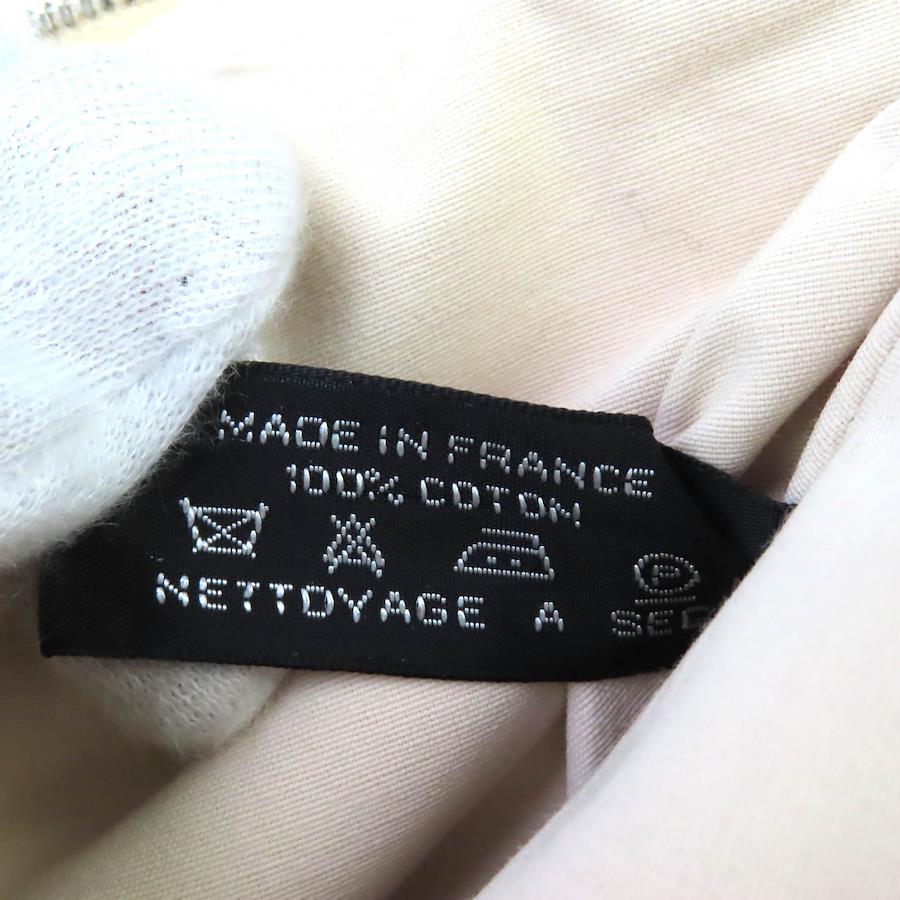 MADE IN FRANCE
100% COTON
P
NETTOYAGE A SEC